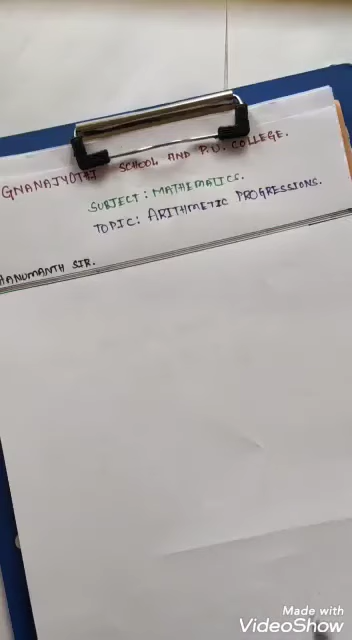 GNANAJYOTHI SCHOOL AND P.U. COLLEGE.
SUBJECT: MATHEMATICS.
TOPIC: ARITHMETIC PROGRESSIONS.
HANUMANTH SIR.
Made with
VideoShow